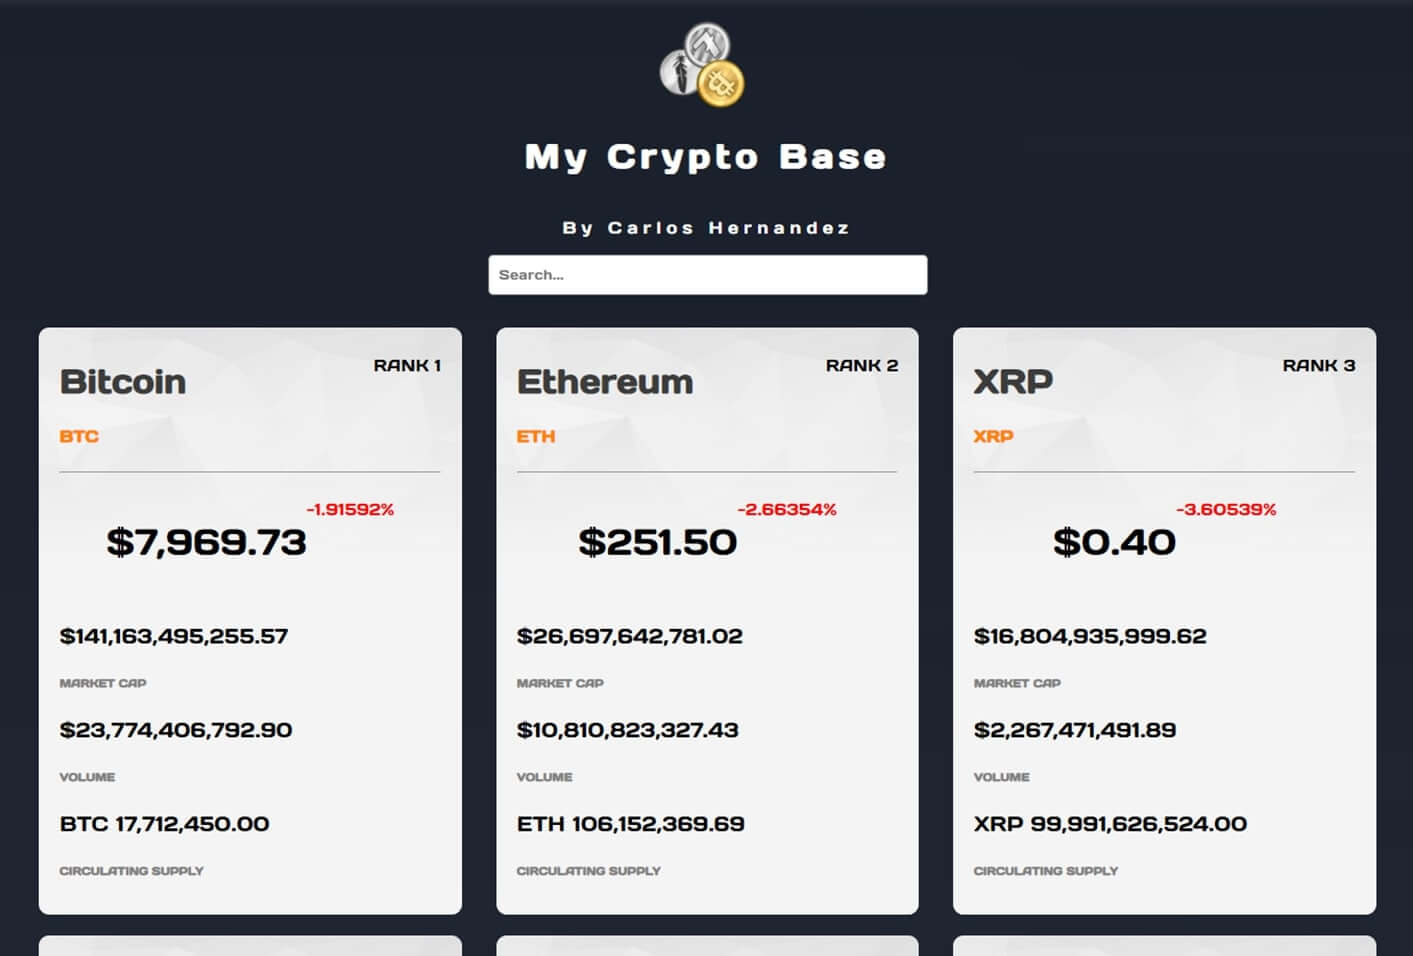 My Crypto Base
By Carlos Hernandez
Search...
Bitcoin
RANK 1
BTC
-1.91592%
$7,969.73
$141,163,495,255.57
MARKET CAP
$23,774,406,792.90
VOLUME
BTC 17,712,450.00
CIRCULATING SUPPLY
Ethereum
RANK 2
ETH
-2.66354%
$251.50
$26,697,642,781.02
MARKET CAP
$10,810,823,327.43
VOLUME
ETH 106,152,369.69
CIRCULATING SUPPLY
XRP
RANK 3
XRP
-3.60539%
$0.40
$16,804,935,999.62
MARKET CAP
$2,267,471,491.89
VOLUME
XRP 99,991,626,524.00
CIRCULATING SUPPLY